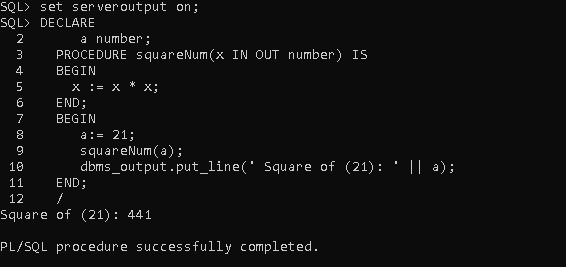 SQL> set serveroutput on;
SQL> DECLARE
  2       a number;
  3    PROCEDURE squareNum(x IN OUT number) IS
  4    BEGIN
  5      x := x * x;
  6    END;
  7    BEGIN
  8       a:= 21;
  9       squareNum(a);
 10       dbms_output.put_line(' Square of (21): ' || a);
 11    END;
 12    /
Square of (21): 441

PL/SQL procedure successfully completed.